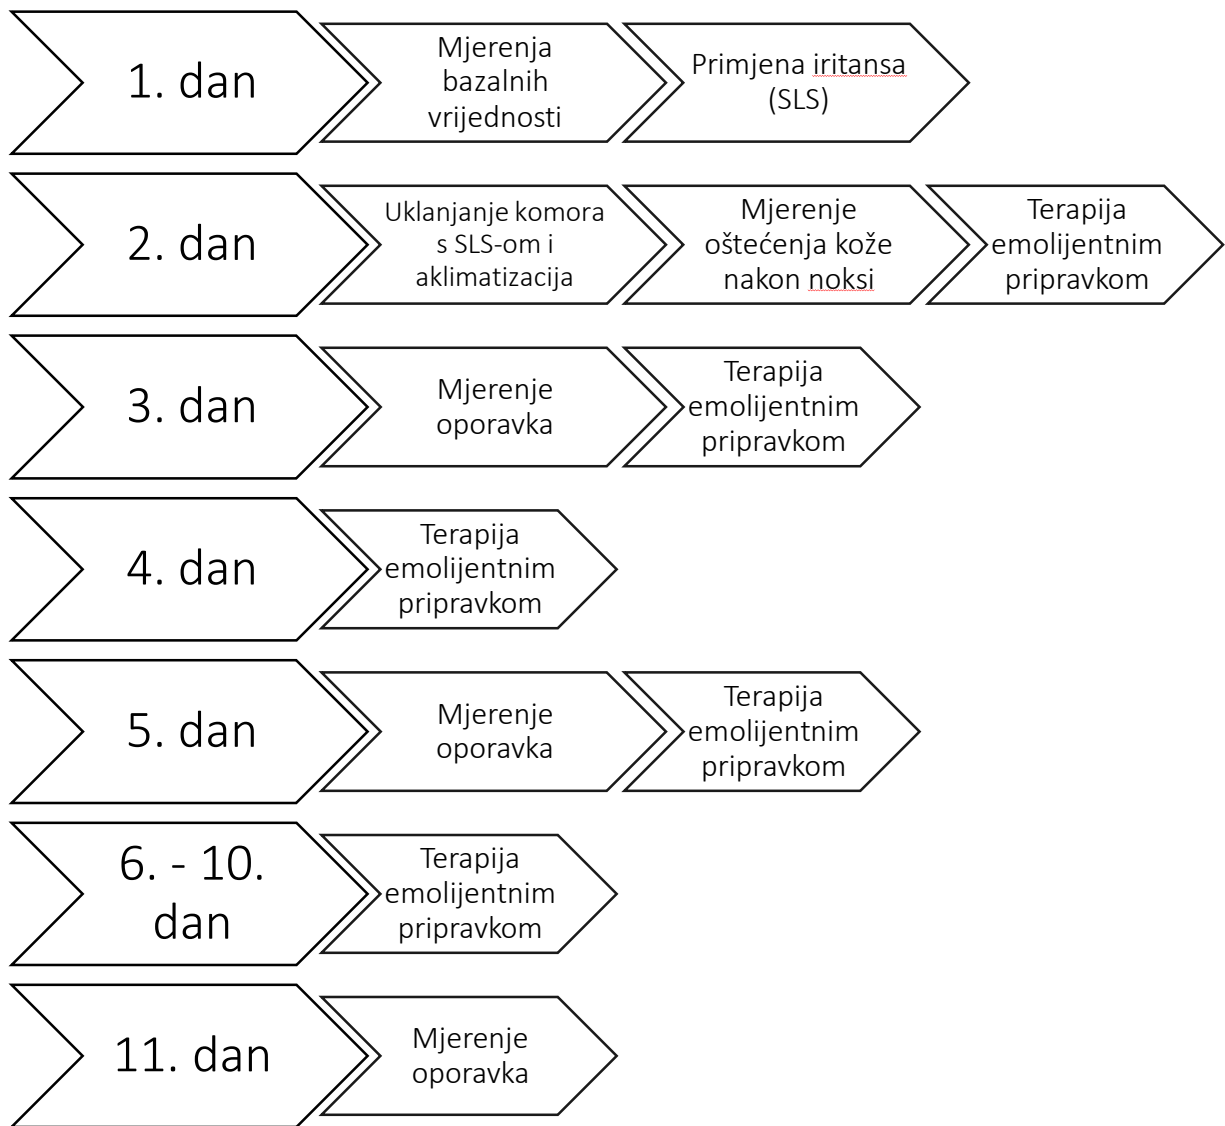 1. dan
Mjerenja
bazalnih
vrijednosti
Primjena iritansa
(SLS)
2. dan
Uklanjanje komora
s SLS-om i
aklimatizacija
Mjerenje
oštećenja kože
nakon noksi
Terapija
emolijentnim
pripravkom
3. dan
Mjerenje
oporavka
Terapija
emolijentnim
pripravkom
4. dan
Terapija
emolijentnim
pripravkom
5. dan
Mjerenje
oporavka
Terapija
emolijentnim
pripravkom
6. - 10.
dan
Terapija
emolijentnim
pripravkom
11. dan
Mjerenje
oporavka